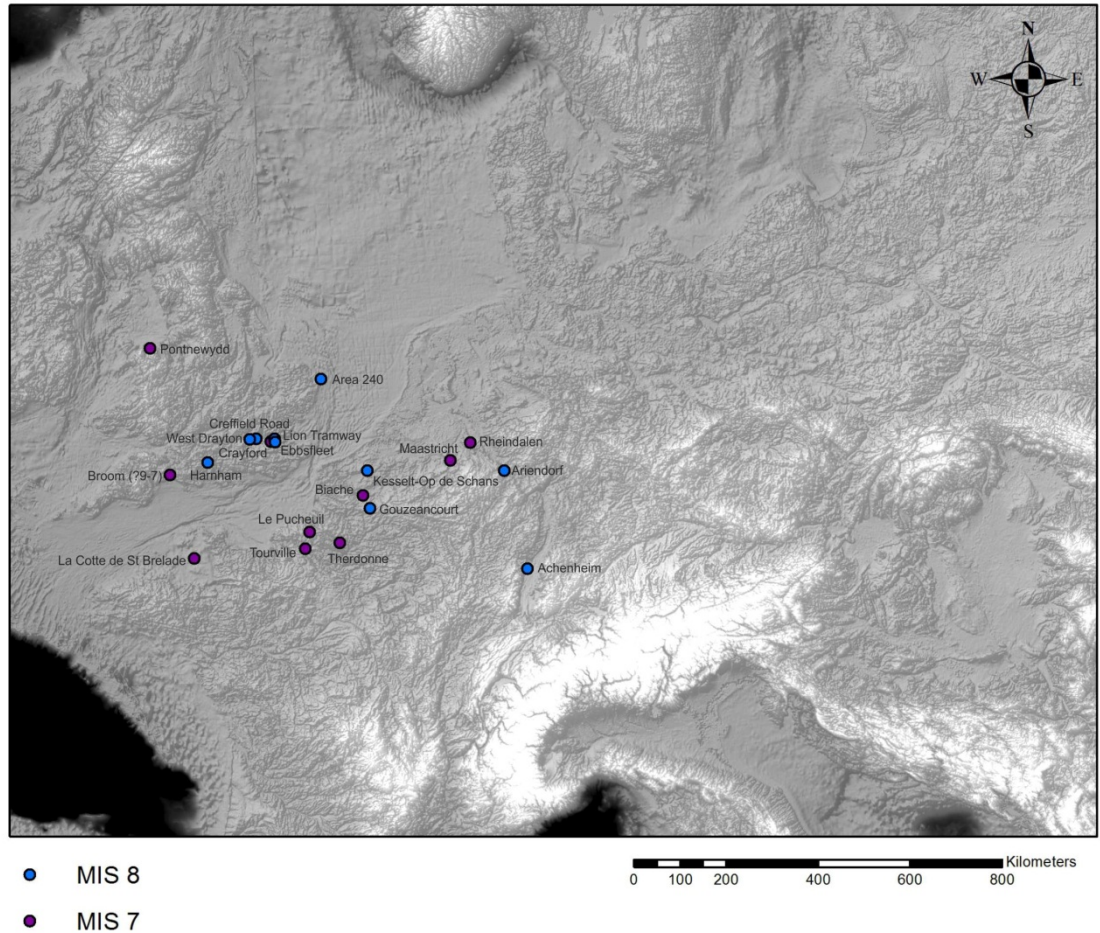 N
W E
S
Pontnewydd
Area 240
Creffield Road
West Drayton
Lion Tramway
Crayford
Ebbsfleet
Harnham
Broom (?9-7)
Rheindalen
Maastricht
Ariendorf
Kesselt-Op de Schans
Biache
Gouzeancourt
Le Pucheuil
Tourville
Therdonne
La Cotte de St Brelade
Achenheim
MIS 8
MIS 7
Kilometers
0 100 200 400 600 800